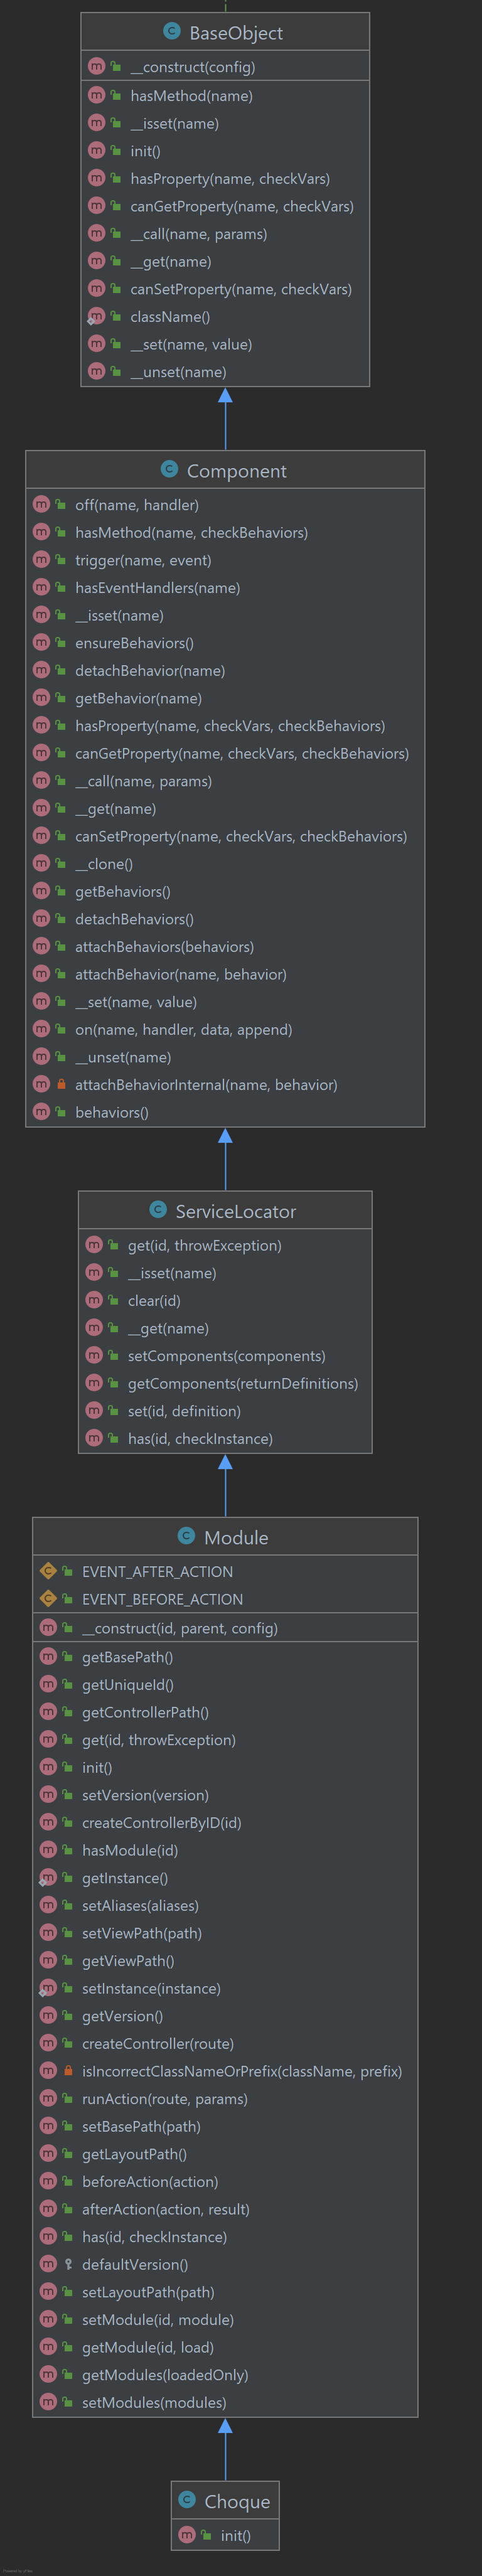 BaseObject
__construct(config)
hasMethod(name)
__isset(name)
init()
hasProperty(name, checkVars)
canGetProperty(name, checkVars)
__call(name, params)
__get(name)
canSetProperty(name, checkVars)
className()
__set(name, value)
__unset(name)
Component
off(name, handler)
hasMethod(name, checkBehaviors)
trigger(name, event)
hasEventHandlers(name)
__isset(name)
ensureBehaviors()
detachBehavior(name)
getBehavior(name)
hasProperty(name, checkVars, checkBehaviors)
canGetProperty(name, checkVars, checkBehaviors)
__call(name, params)
__get(name)
canSetProperty(name, checkVars, checkBehaviors)
__clone()
getBehaviors()
detachBehaviors()
attachBehaviors(behaviors)
attachBehavior(name, behavior)
__set(name, value)
on(name, handler, data, append)
__unset(name)
attachBehaviorInternal(name, behavior)
behaviors()
ServiceLocator
get(id, throwException)
__isset(name)
clear(id)
__get(name)
setComponents(components)
getComponents(returnDefinitions)
set(id, definition)
has(id, checkInstance)
Module
EVENT_AFTER_ACTION
EVENT_BEFORE_ACTION
__construct(id, parent, config)
getBasePath()
getUniqueId()
getControllerPath()
get(id, throwException)
init()
setVersion(version)
createControllerByID(id)
hasModule(id)
getInstance()
setAliases(aliases)
setViewPath(path)
getViewPath()
setInstance(instance)
getVersion()
createController(route)
isIncorrectClassNameOrPrefix(className, prefix)
runAction(route, params)
setBasePath(path)
getLayoutPath()
beforeAction(action)
afterAction(action, result)
has(id, checkInstance)
defaultVersion()
setLayoutPath(path)
setModule(id, module)
getModule(id, load)
getModules(loadedOnly)
setModules(modules)
Choque
init()
Powered by yFiles